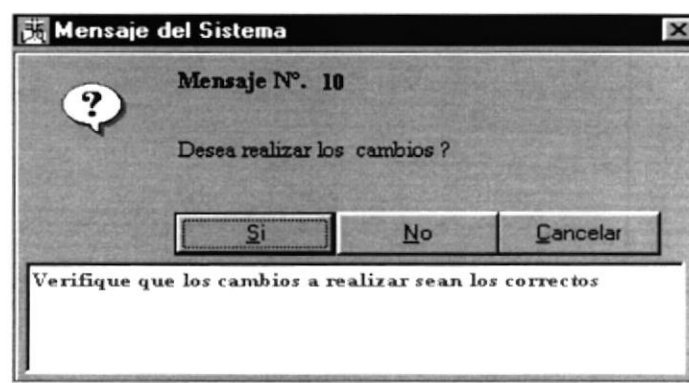 Mensaje del Sistema
Mensaje Nº. 10
?
Desea realizar los cambios ?
Si No Cancelar
Verifique que los cambios a realizar sean los correctos